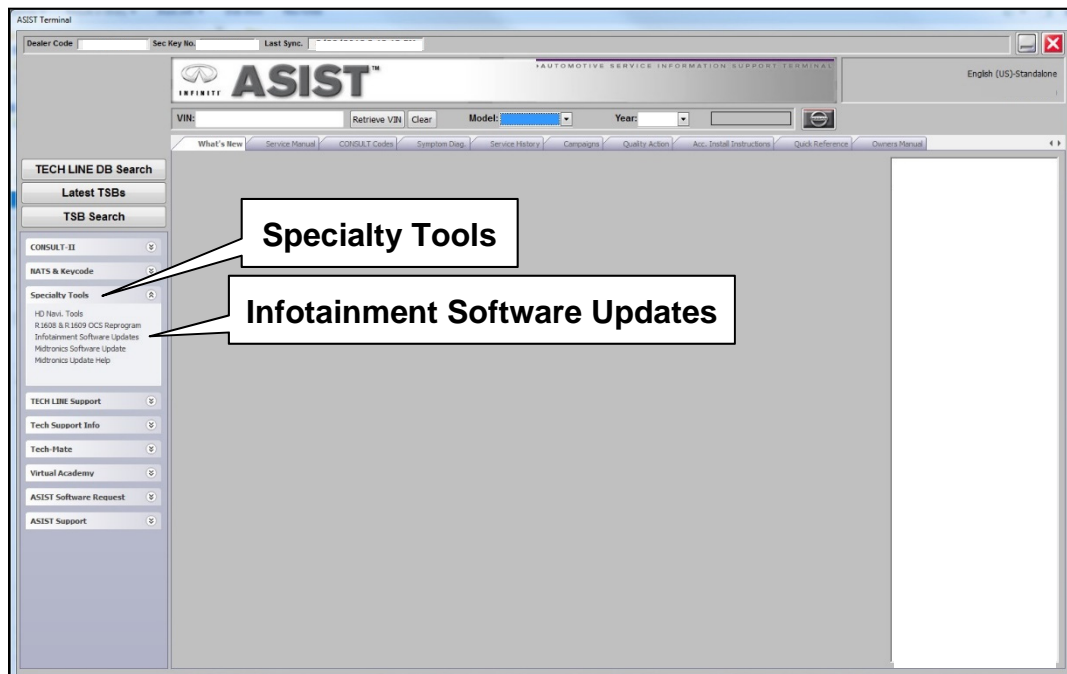 ASIST Terminal
Dealer Code Sec Key No. Last Sync.
INFINITI ASIST™
AUTOMOTIVE SERVICE INFORMATION SUPPORT TERMINAL
English (US)-Standalone
VIN: Retrieve VIN Clear Model: Year:
What's New Service Manual CONSULT Codes Symptom Diag. Service History Campaigns Quality Action Acc. Install Instructions Quick Reference Owners Manual
TECH LINE DB Search
Latest TSBs
TSB Search
CONSULT-II
NATS & Keycode
Specialty Tools
HD Navi. Tools
R1608 & R1609 OCS Reprogram
Infotainment Software Updates
Midtronics Software Update
Midtronics Update Help
TECH LINE Support
Tech Support Info
Tech-Mate
Virtual Academy
ASIST Software Request
ASIST Support
Specialty Tools
Infotainment Software Updates